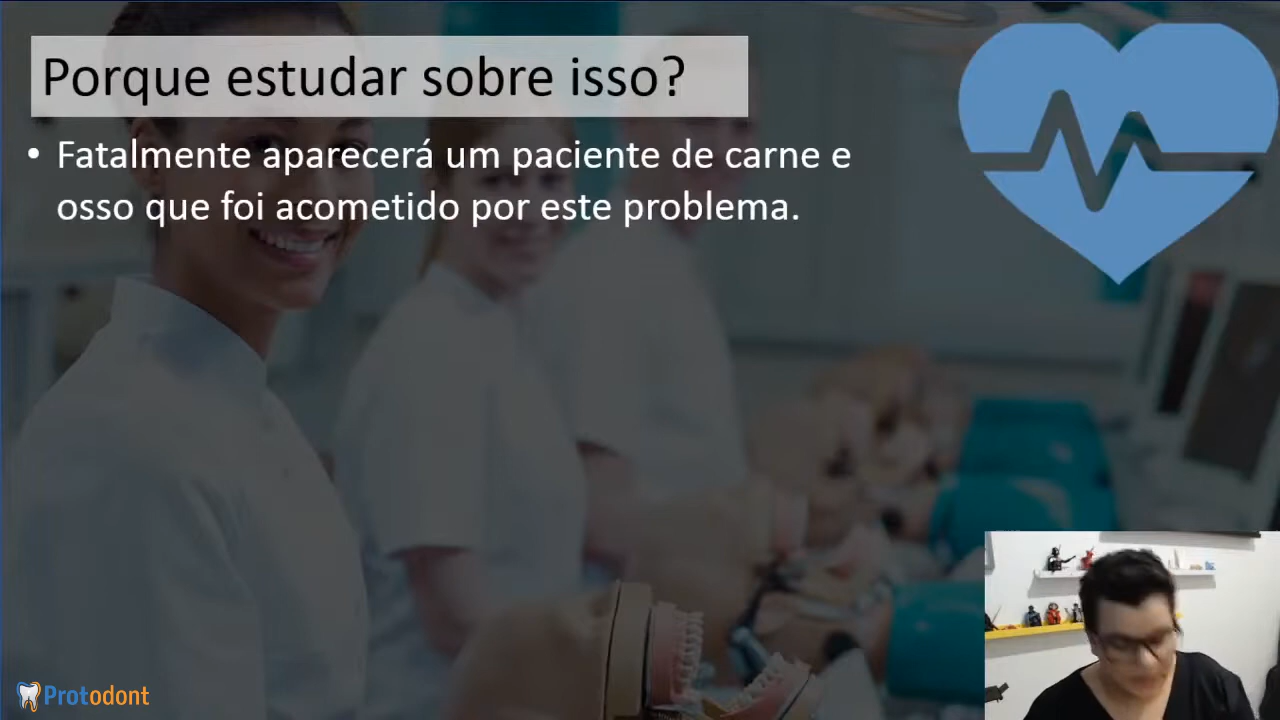 Porque estudar sobre isso?
• Fatalmente aparecerá um paciente de carne e
osso que foi acometido por este problema.
Protodont